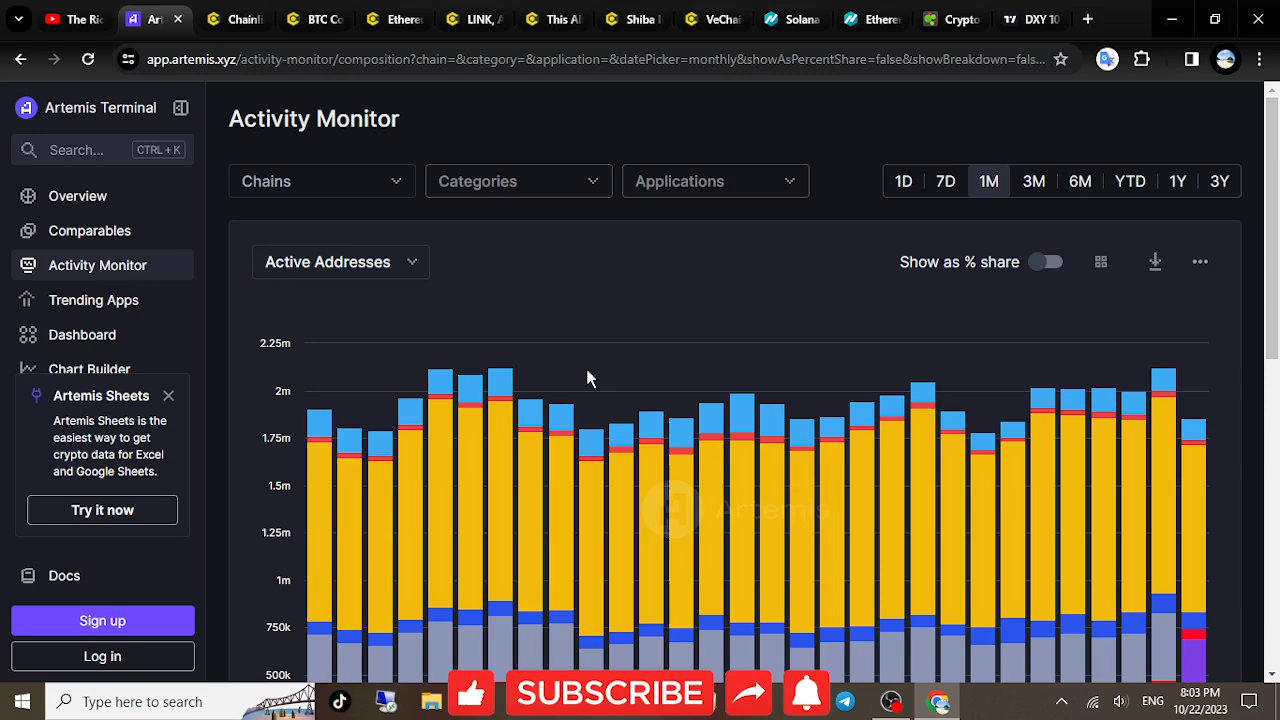 The Ric
Art
Chainli
BTC Co
Ethere
LINK, A
This Al
Shiba I
VeChai
Solana
Ethere
Crypto
DXY 10
app.artemis.xyz/activity-monitor/composition?chain=&category=&application=&datePicker=monthly&showAsPercentShare=false&showBreakdown=fals...
Artemis Terminal
Search... CTRL + K
Overview
Comparables
Activity Monitor
Trending Apps
Dashboard
Chart Builder
Artemis Sheets
Artemis Sheets is the
easiest way to get
crypto data for Excel
and Google Sheets.
Try it now
Docs
Sign up
Log in
Activity Monitor
Chains Categories Applications 1D 7D 1M 3M 6M YTD 1Y 3Y
Active Addresses Show as % share
2.25m
2m
1.75m
1.5m
1.25m
1m
750k
500k
Artemis
SUBSCRIBE
Type here to search
ENG
8:03 PM
10/22/2023